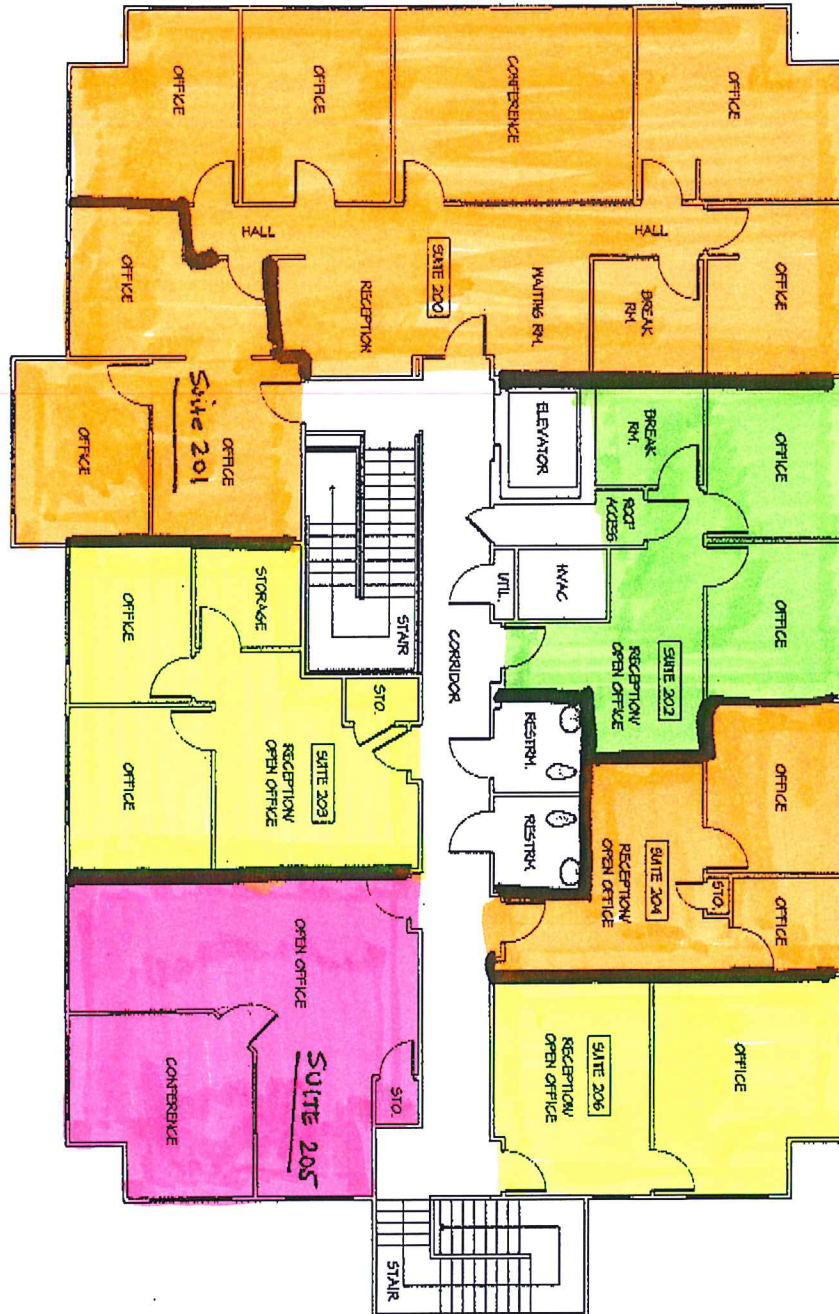 OFFICE
OFFICE
CONFERENCE
OFFICE
HALL
HALL
OFFICE
SUITE 200
RECEPTION
WAITING RM.
BREAK
RM.
OFFICE
Suite 201
OFFICE
OFFICE
ELEVATOR
BREAK
RM.
OFFICE
ROOF
ACCESS
UTIL.
HVAC
OFFICE
STORAGE
OFFICE
STAIR
CORRIDOR
SUITE 202
RECEPTION/
OPEN OFFICE
STO.
SUITE 203
RECEPTION/
OPEN OFFICE
OFFICE
RESTRM.
RESTRM.
OFFICE
SUITE 204
RECEPTION/
OPEN OFFICE
STO.
OFFICE
OPEN OFFICE
CONFERENCE
SUITE 205
STO.
SUITE 206
RECEPTION/
OPEN OFFICE
OFFICE
STAIR